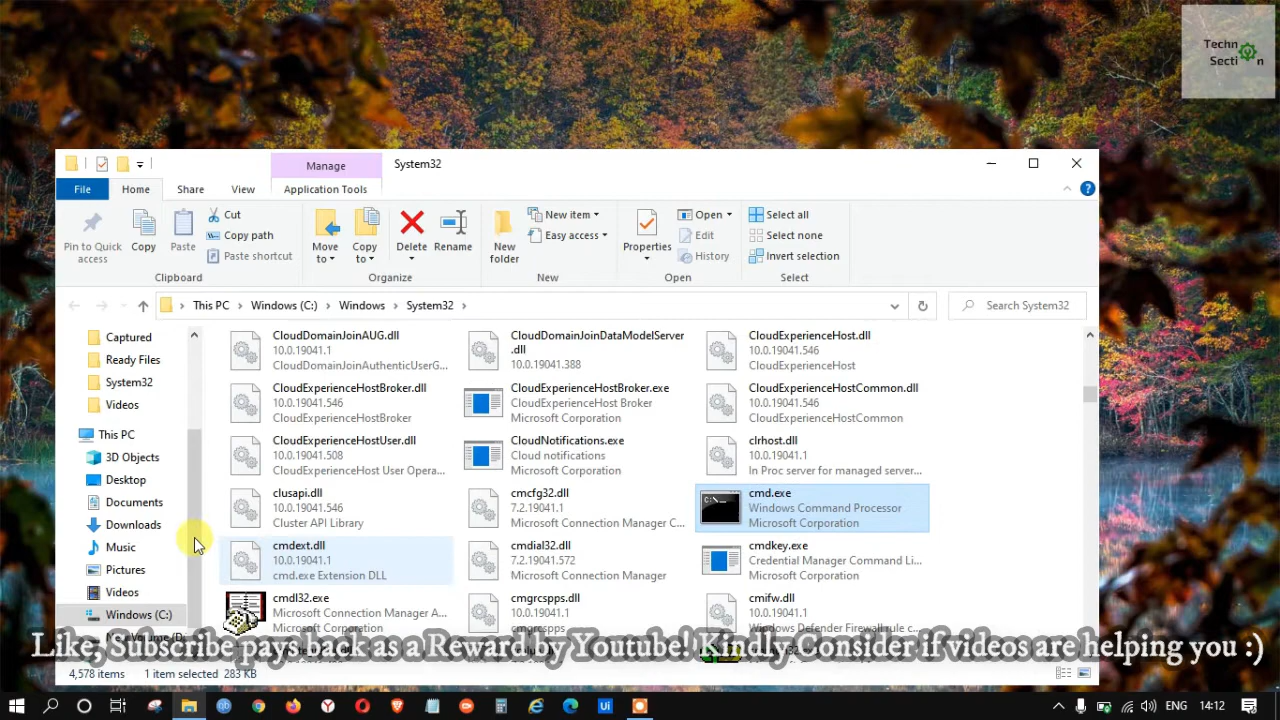 Techn
Secti n
Manage
System32
File
Home
Share
View
Application Tools
Pin to Quick access
Copy
Paste
Cut
Copy path
Paste shortcut
Clipboard
Move to
Copy to
Delete
Rename
Organize
New folder
New item
Easy access
New
Properties
Open
Edit
History
Open
Select all
Select none
Invert selection
Select
This PC
Windows (C:)
Windows
System32
Search System32
Captured
Ready Files
System32
Videos
This PC
3D Objects
Desktop
Documents
Downloads
Music
Pictures
Videos
Windows (C:)
CloudDomainJoinAUG.dll
10.0.19041.1
CloudDomainJoinAuthenticUserG...
CloudDomainJoinDataModelServer
.dll
10.0.19041.388
CloudExperienceHost.dll
10.0.19041.546
CloudExperienceHost
CloudExperienceHostBroker.dll
10.0.19041.546
CloudExperienceHostBroker
CloudExperienceHostBroker.exe
CloudExperienceHost Broker
Microsoft Corporation
CloudExperienceHostCommon.dll
10.0.19041.546
CloudExperienceHostCommon
CloudExperienceHostUser.dll
10.0.19041.508
CloudExperienceHost User Opera...
CloudNotifications.exe
Cloud notifications
Microsoft Corporation
clrhost.dll
10.0.19041.1
In Proc server for managed server...
clusapi.dll
10.0.19041.546
Cluster API Library
cmcfg32.dll
7.2.19041.1
Microsoft Connection Manager C...
cmd.exe
Windows Command Processor
Microsoft Corporation
cmdext.dll
10.0.19041.1
cmd.exe Extension DLL
cmdial32.dll
7.2.19041.572
Microsoft Connection Manager
cmdkey.exe
Credential Manager Command Li...
Microsoft Corporation
cmdl32.exe
Microsoft Connection Manager A...
Microsoft Corporation
cmgrcspps.dll
10.0.19041.1
cmgrcspps
cmifw.dll
10.0.19041.1
Windows Defender Firewall rule c...
Like, Subscribe pays back as a Reward by Youtube! Kindly Consider if videos are helping you :)
4,578 items
1 item selected 283 KB
ENG
14:12